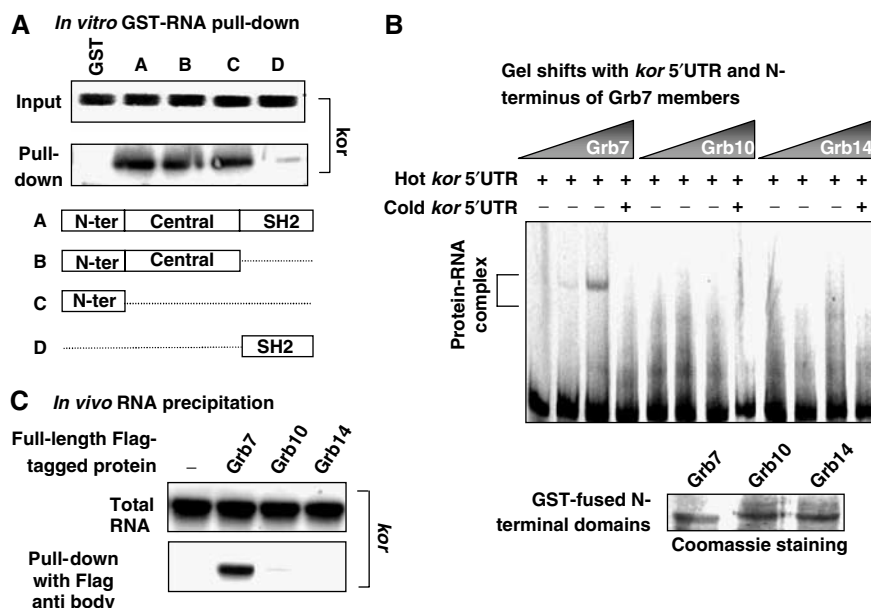 A In vitro GST-RNA pull-down
GST A B C D
Input
Pull-
down
kor
A N-ter Central SH2
B N-ter Central
C N-ter
D SH2
B
Gel shifts with kor 5′UTR and N-
terminus of Grb7 members
Grb7 Grb10 Grb14
Hot kor 5′UTR + + + + + + + + + + + +
Cold kor 5′UTR – – – + – – – + – – – +
Protein-RNA
complex
Grb7 Grb10 Grb14
GST-fused N-
terminal domains
Coomassie staining
C In vivo RNA precipitation
Full-length Flag-
tagged protein
– Grb7 Grb10 Grb14
Total
RNA
Pull-down
with Flag
anti body
kor